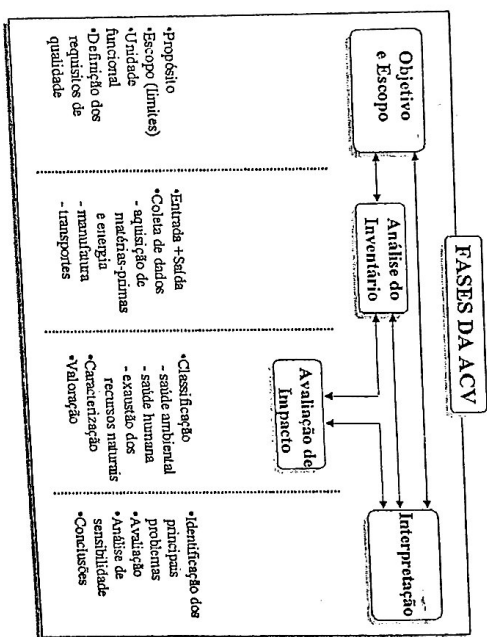 FASES DA ACV
Objetivo
e Escopo
Análise do
Inventário
Avaliação de
Impacto
Interpretação
•Propósito
•Escopo (limites)
•Unidade
funcional
•Definição dos
requisitos de
qualidade
•Entrada +Saída
•Coleta de dados
- aquisição de
matérias-primas
e energia
- manufatura
- transportes
•Classificação
- saúde ambiental
- saúde humana
- exaustão dos
recursos naturais
•Caracterização
•Valoração
•Identificação dos
principais
problemas
•Avaliação
•Análise de
sensibilidade
•Conclusões